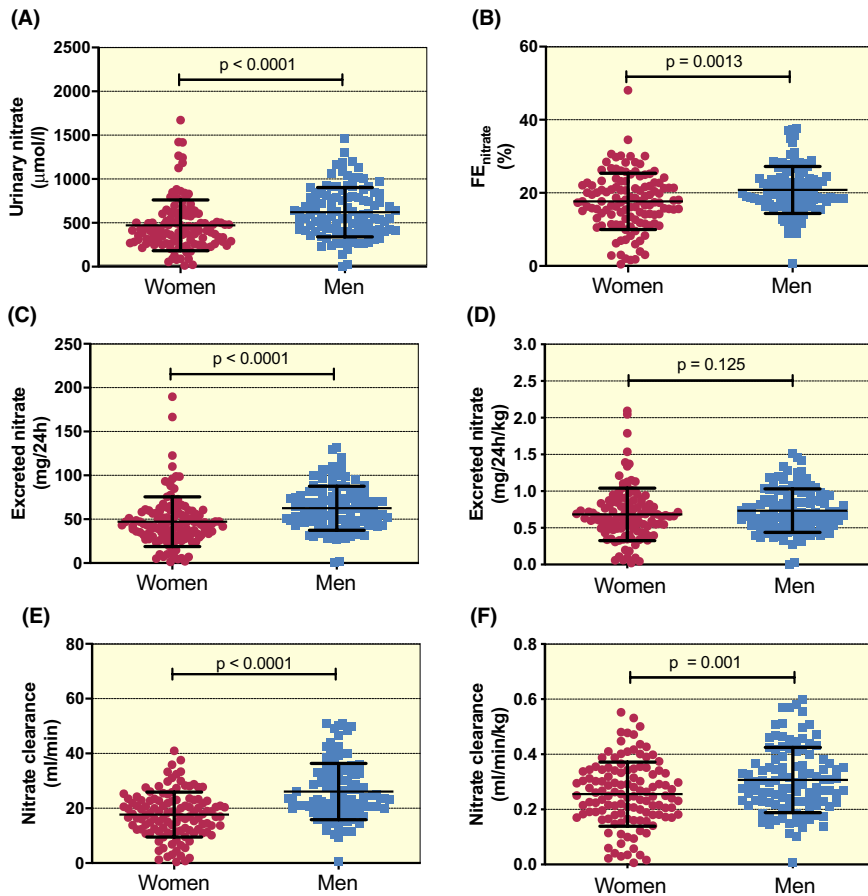 (A)
Urinary nitrate
(μmol/l)
2500
2000
1500
1000
500
0
p < 0.0001
Women
Men
(B)
FEnitrate
(%)
60
40
20
0
p = 0.0013
Women
Men
(C)
Excreted nitrate
(mg/24h)
250
200
150
100
50
0
p < 0.0001
Women
Men
(D)
Excreted nitrate
(mg/24h/kg)
3.0
2.5
2.0
1.5
1.0
0.5
0.0
p = 0.125
Women
Men
(E)
Nitrate clearance
(ml/min)
80
60
40
20
0
p < 0.0001
Women
Men
(F)
Nitrate clearance
(ml/min/kg)
0.8
0.6
0.4
0.2
0.0
p = 0.001
Women
Men